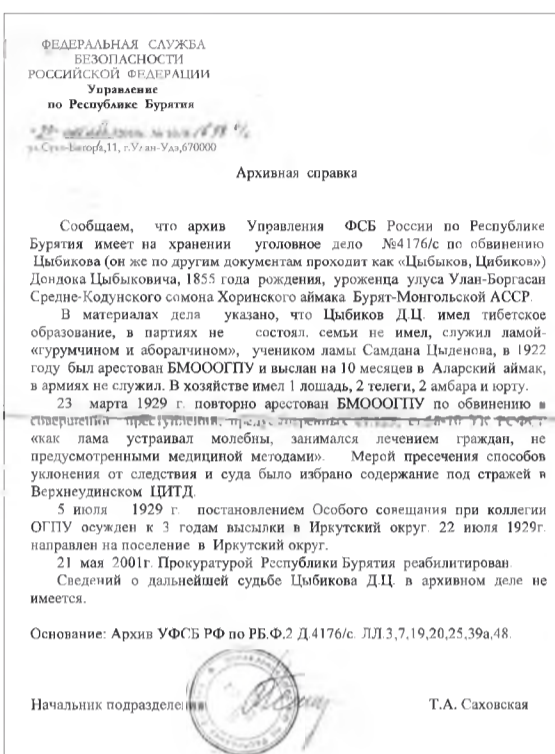 ФЕДЕРАЛЬНАЯ СЛУЖБА
БЕЗОПАСНОСТИ
РОССИЙСКОЙ ФЕДЕРАЦИИ
Управление
по Республике Бурятия
11, г.Улан-Удэ,670000
Архивная справка
Сообщаем, что архив Управления ФСБ России по Республике
Бурятия имеет на хранении уголовное дело №4176/с по обвинению
Цыбикова (он же по другим документам проходит как «Цыбыков, Цибиков»)
Дондока Цыбыковича, 1855 года рождения, уроженца улуса Улан-Боргасан
Средне-Кодунского сомона Хоринского аймака Бурят-Монгольской АССР.
В материалах дела указано, что Цыбиков Д.Ц. имел тибетское
образование, в партиях не состоял. семьи не имел, служил ламой-
«гурумчином и аборалчином», учеником ламы Самдана Цыденова, в 1922
году был арестован БМОООГПУ и выслан на 10 месяцев в Аларский аймак,
в армиях не служил. В хозяйстве имел 1 лошадь, 2 телеги, 2 амбара и юрту.
23 марта 1929 г. повторно арестован БМОООГПУ по обвинению в
совершении преступления,
«как лама устраивал молебны, занимался лечением граждан, не
предусмотренными медициной методами». Мерой пресечения способов
уклонения от следствия и суда было избрано содержание под стражей в
Верхнеудинском ЦИТД.
5 июля 1929 г. постановлением Особого совещания при коллегии
ОГПУ осужден к 3 годам высылки в Иркутский округ. 22 июля 1929г.
направлен на поселение в Иркутский округ.
21 мая 2001г. Прокуратурой Республики Бурятия реабилитирован.
Сведений о дальнейшей судьбе Цыбикова Д.Ц. в архивном деле не
имеется.
Основание: Архив УФСБ РФ по РБ.Ф.2 Д.4176/с. ЛЛ.3,7,19,20,25,39а,48.
Начальник подразделения Т.А. Саховская